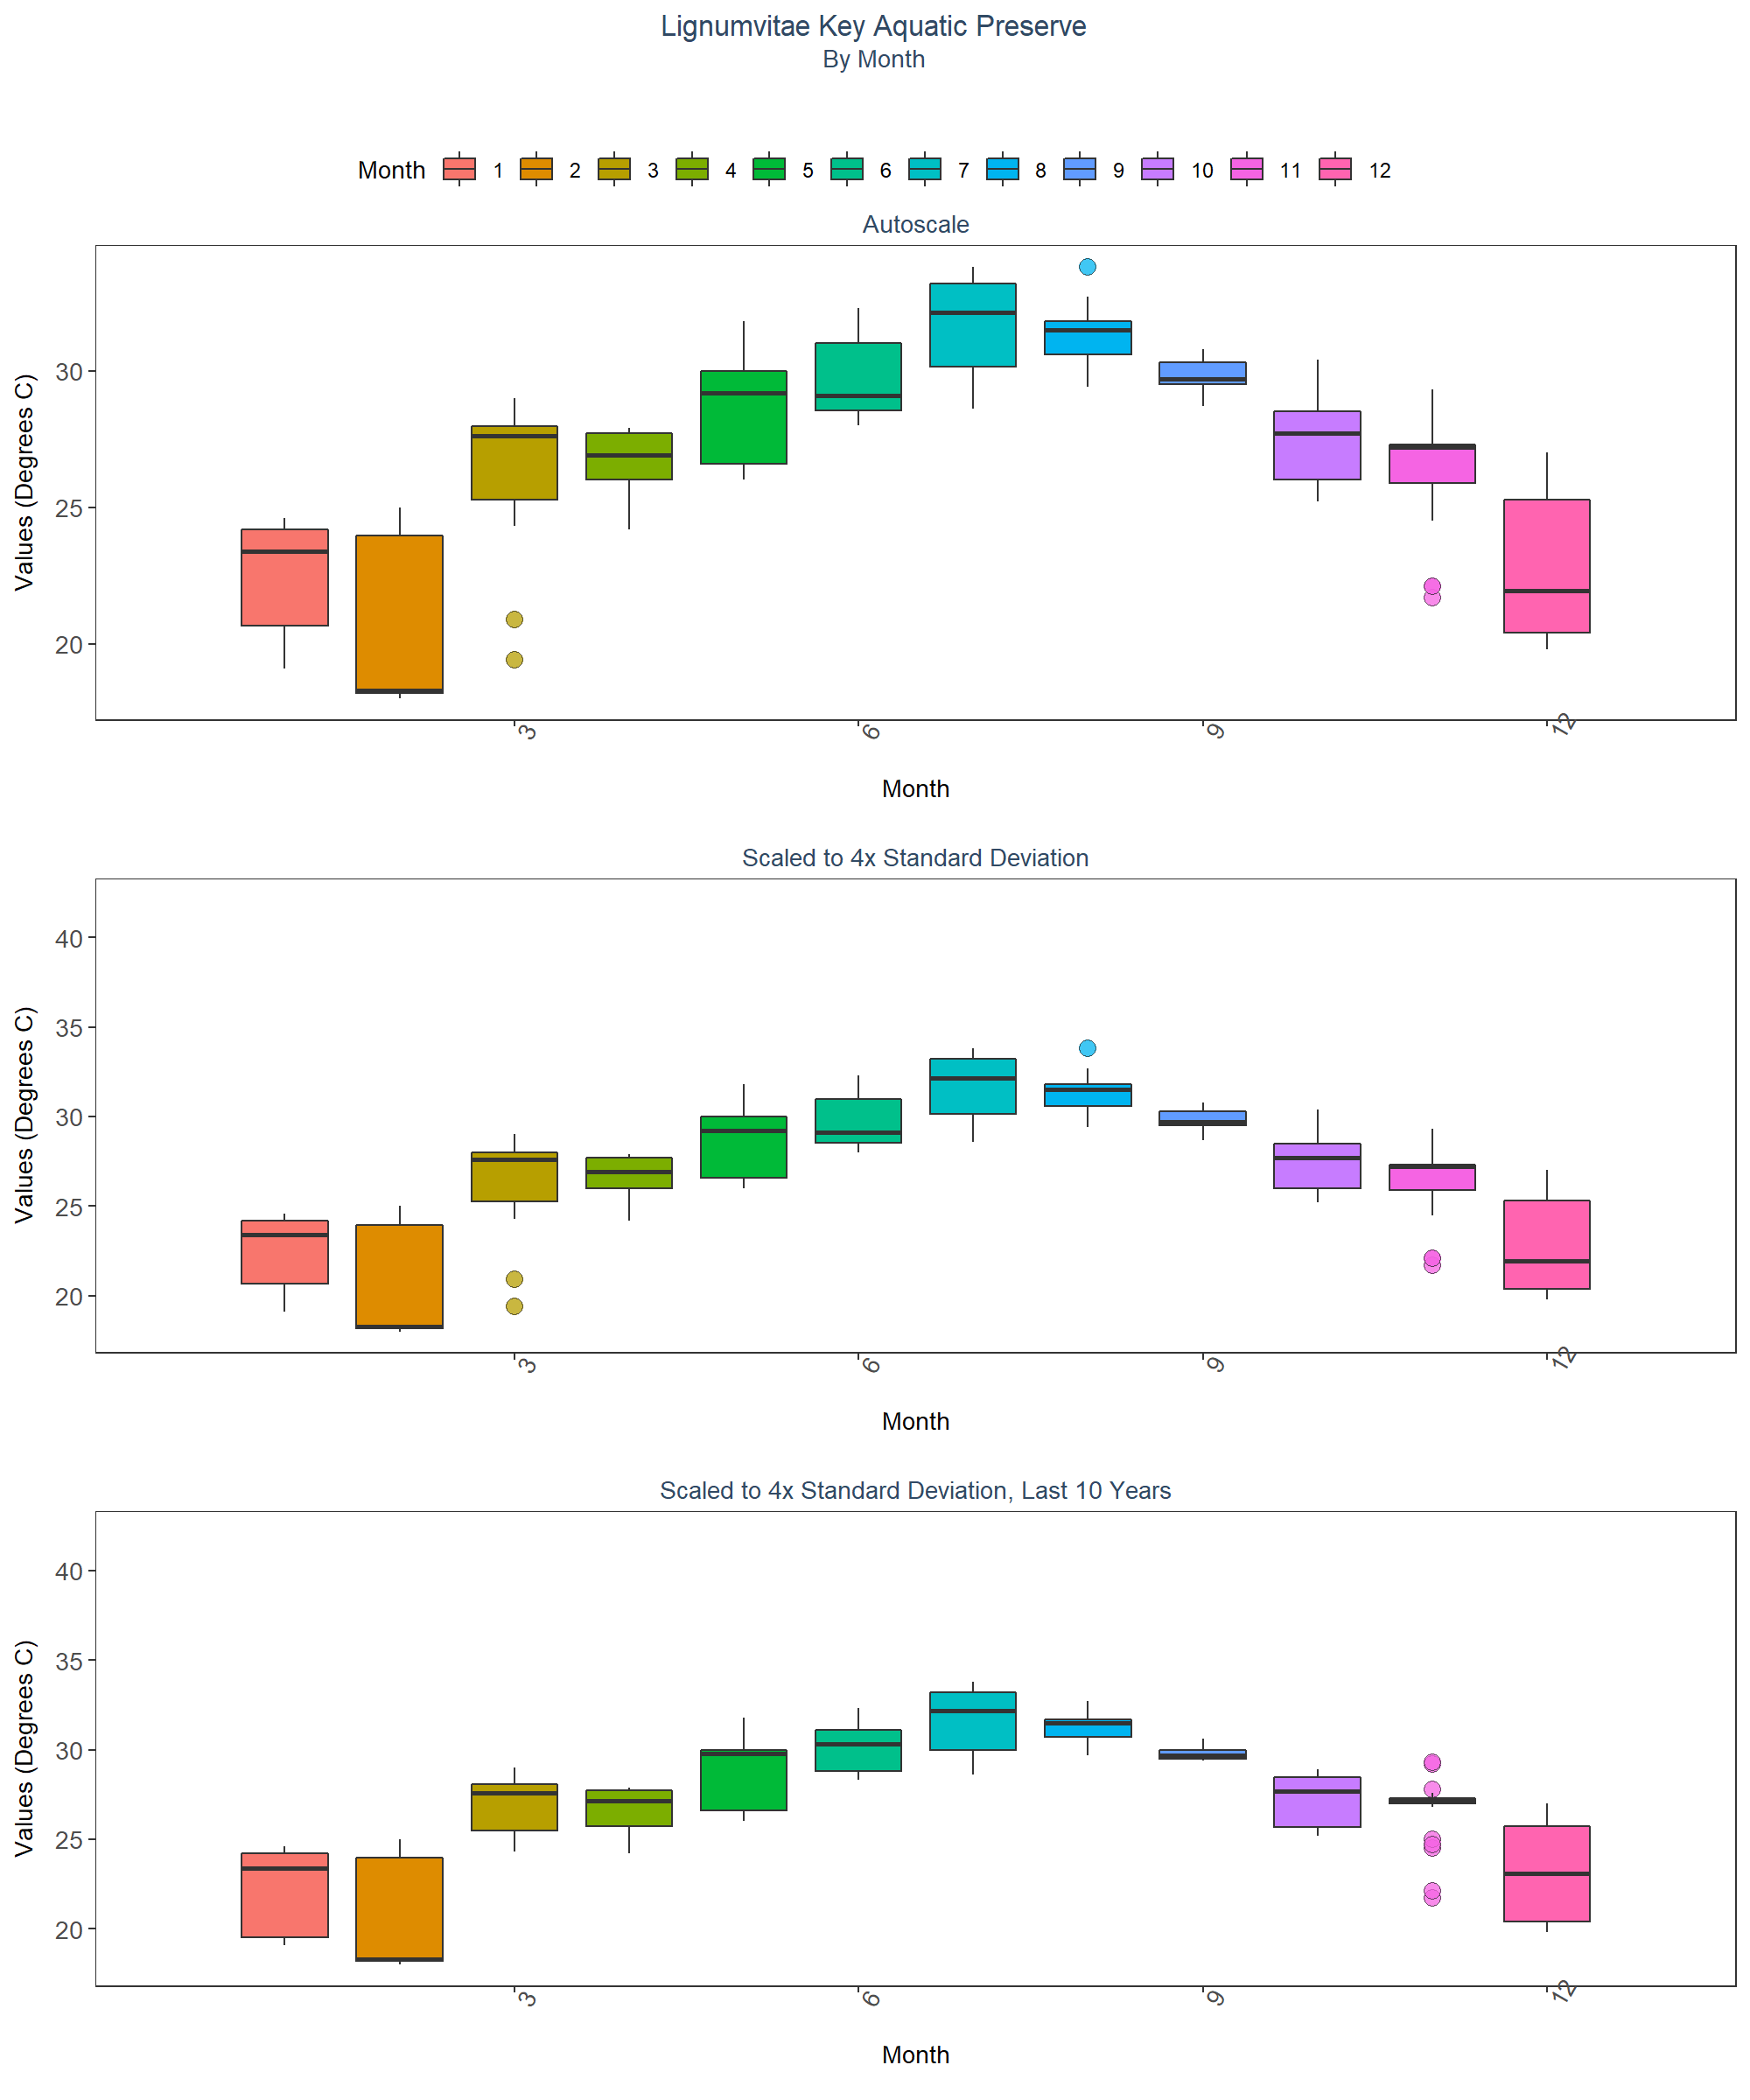 Lignumvitae Key Aquatic Preserve
By Month
Month 1 2 3 4 5 6 7 8 9 10 11 12
Autoscale
Values (Degrees C)
30
25
20
3 6 9 12
Month
Scaled to 4x Standard Deviation
Values (Degrees C)
40
35
30
25
20
3 6 9 12
Month
Scaled to 4x Standard Deviation, Last 10 Years
Values (Degrees C)
40
35
30
25
20
3 6 9 12
Month